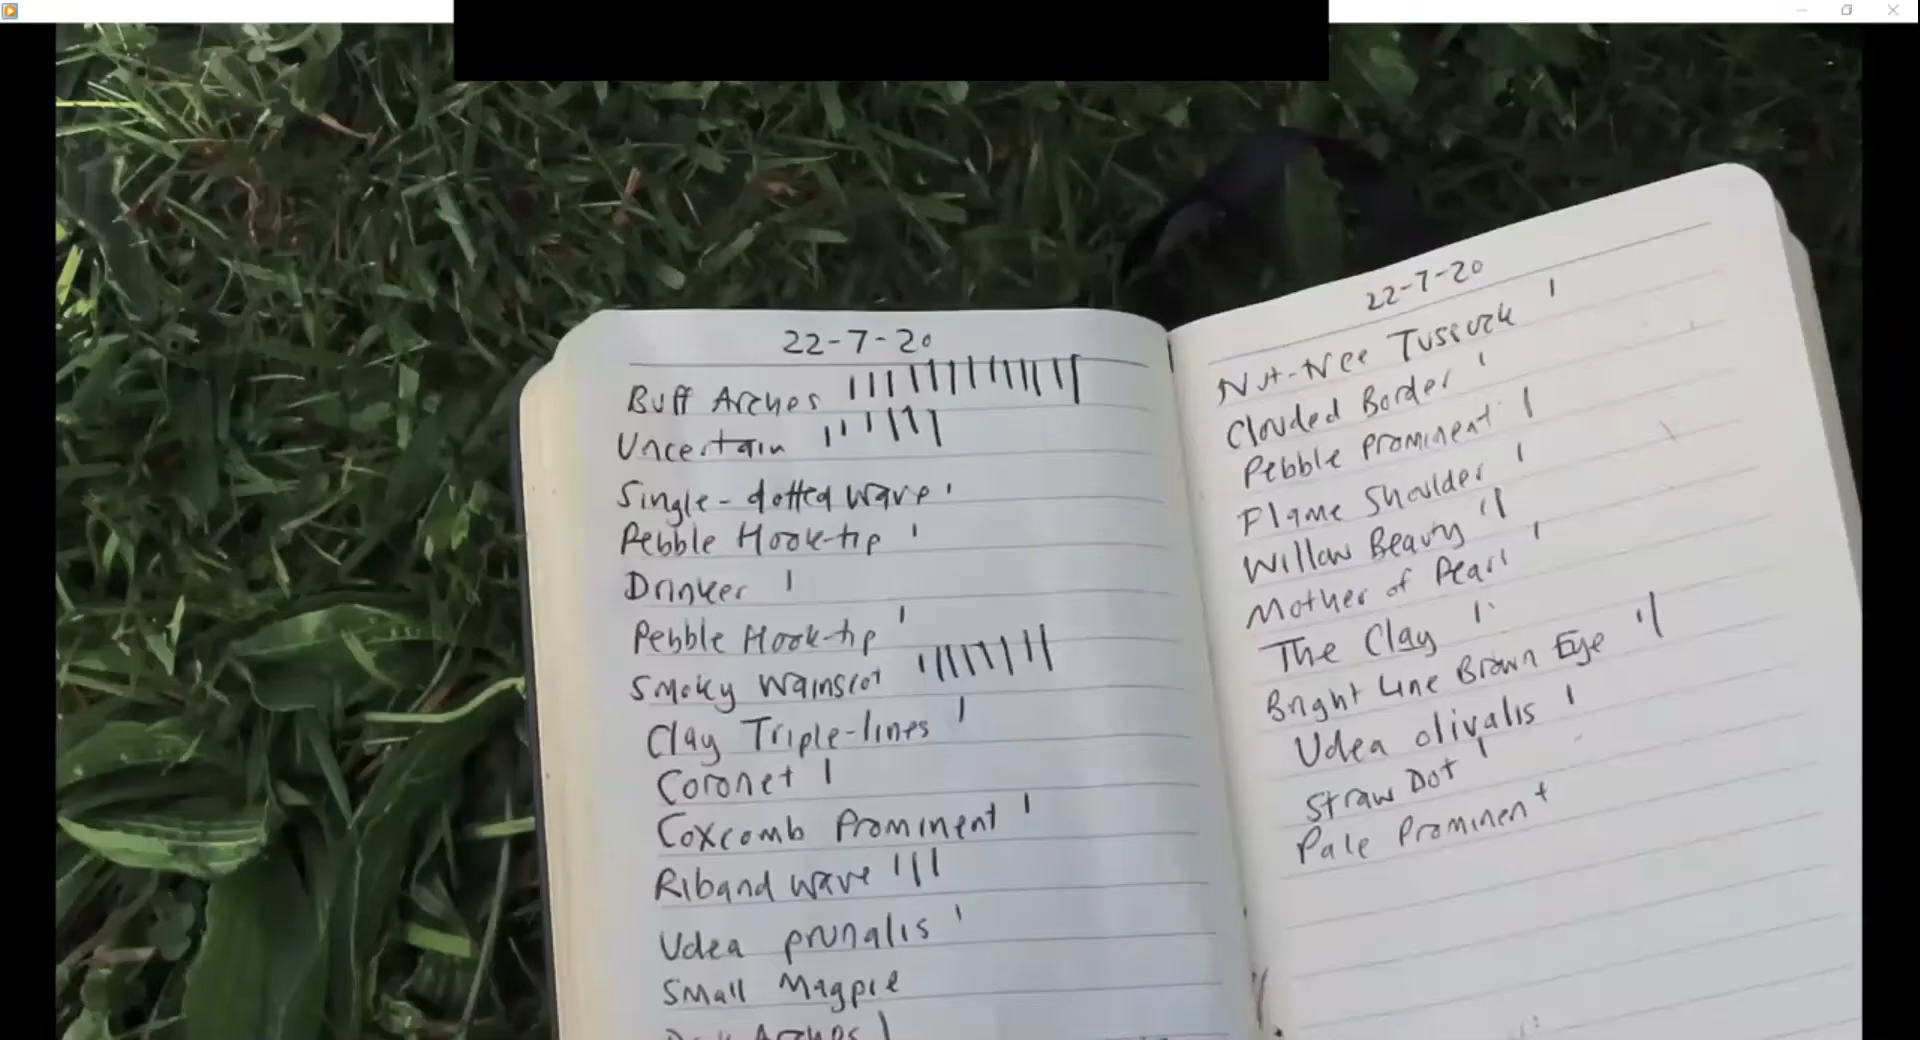 22-7-20
Buff Arches
Uncertain
Single-dotted wave
Pebble Hook-tip
Drinker
Pebble Hook-tip
Smoky Wainscot
Clay Triple-lines
Coronet
Coxcomb Prominent
Riband wave
Udea prunalis
Small Magpie
Dark Arches
22-7-20
Nut-tree Tussock
Clouded Border
Pebble Prominent
Flame Shoulder
Willow Beauty
Mother of Pearl
The Clay
Bright Line Brown Eye
Udea olivalis
Straw Dot
Pale Prominent